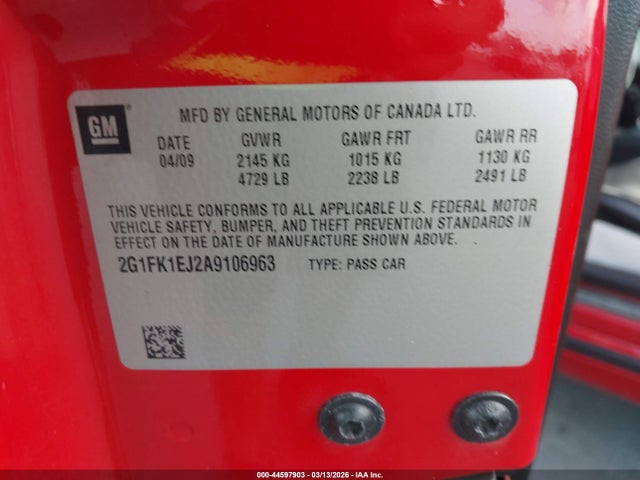 GM
MFD BY GENERAL MOTORS OF CANADA LTD.
DATE GVWR GAWR FRT GAWR RR
04/09 2145 KG 1015 KG 1130 KG
4729 LB 2238 LB 2491 LB
THIS VEHICLE CONFORMS TO ALL APPLICABLE U.S. FEDERAL MOTOR
VEHICLE SAFETY, BUMPER, AND THEFT PREVENTION STANDARDS IN
EFFECT ON THE DATE OF MANUFACTURE SHOWN ABOVE.
2G1FK1EJ2A9106963 TYPE: PASS CAR
000-44597903 - 03/13/2026 - IAA Inc.